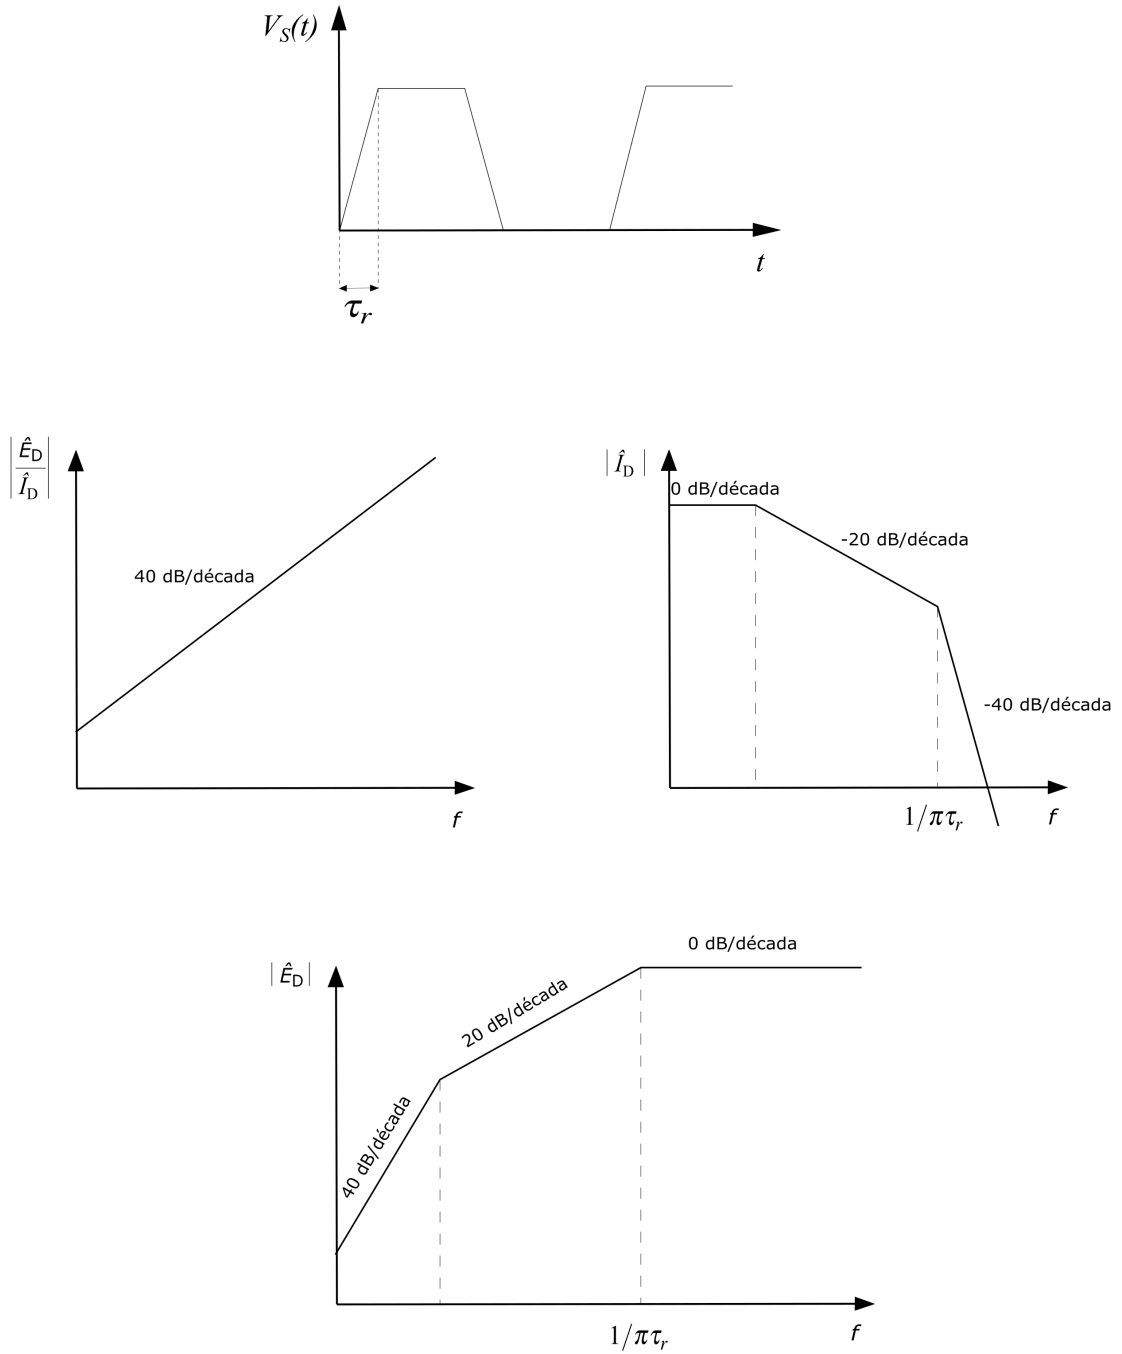 V_S(t)
t
τ_r
|Ê_D / Î_D|
40 dB/década
f
|Î_D|
0 dB/década
-20 dB/década
-40 dB/década
1/πτ_r
f
|Ê_D|
0 dB/década
20 dB/década
40 dB/década
1/πτ_r
f